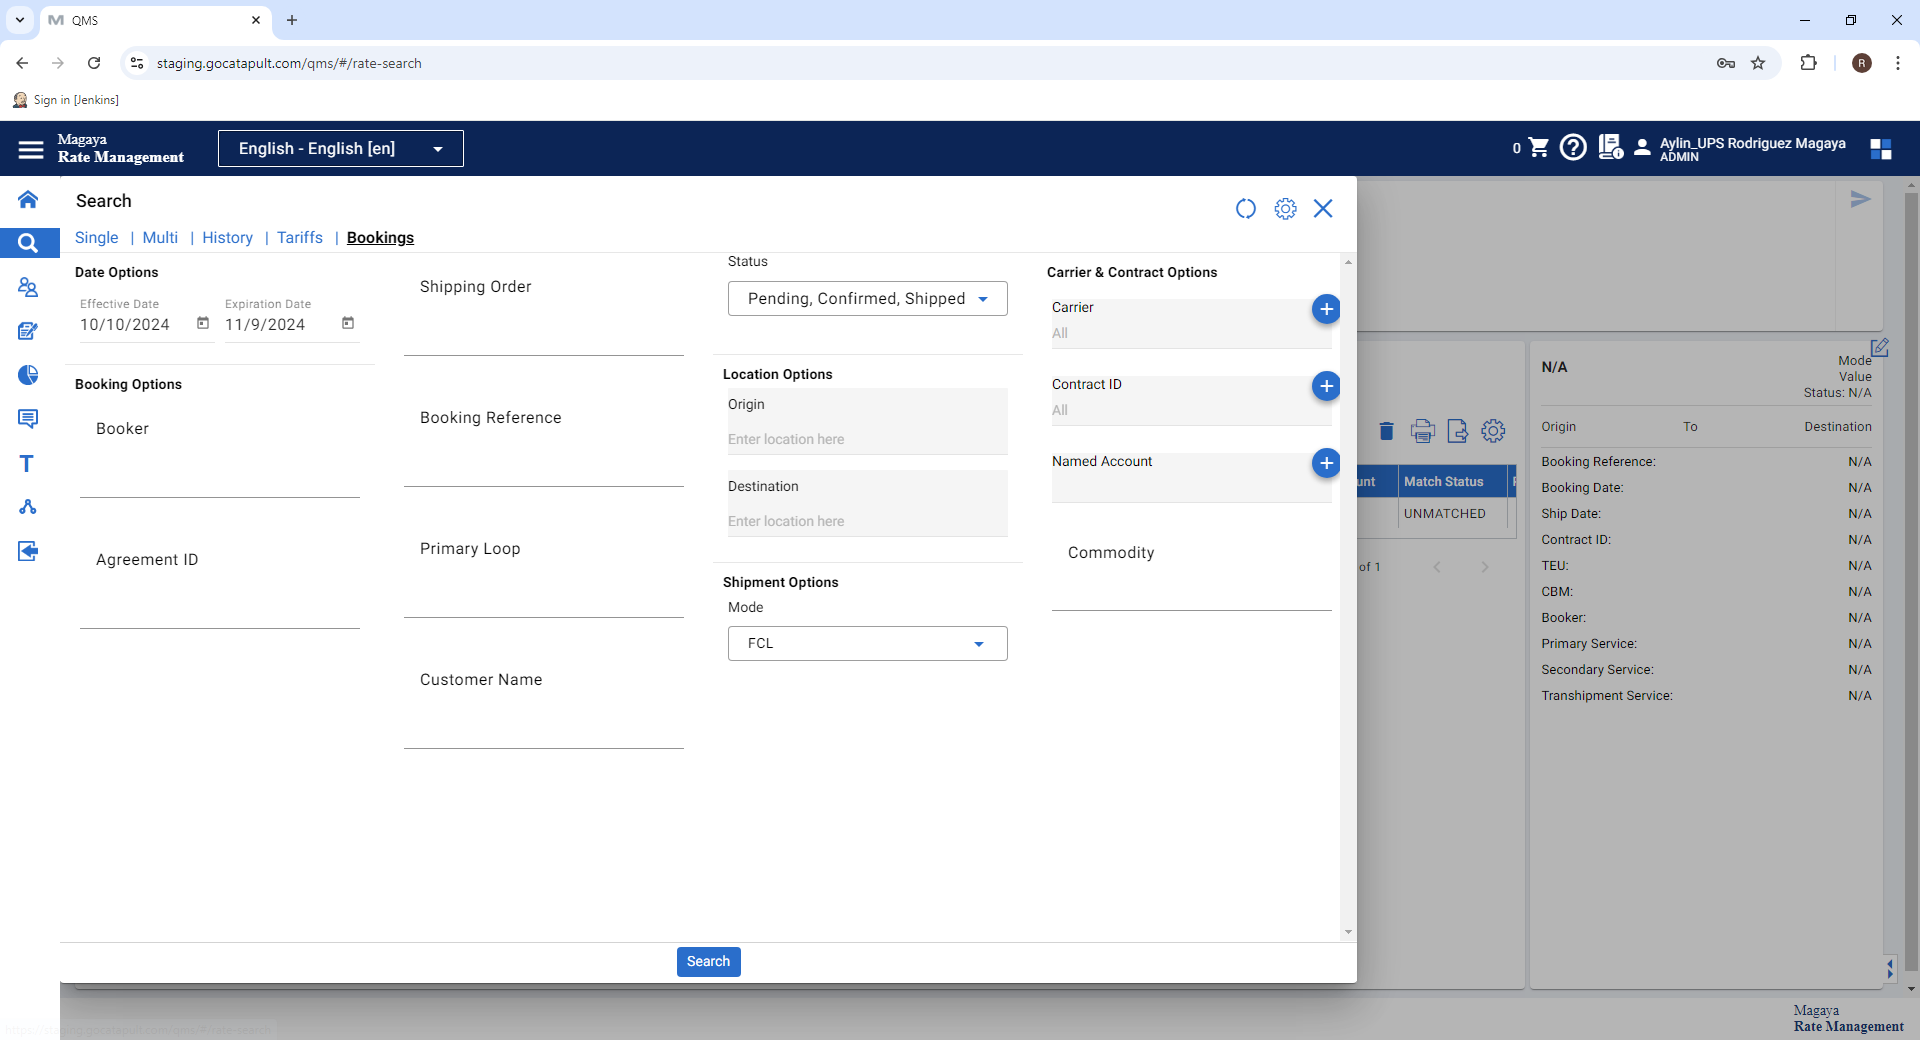 QMS
staging.gocatapult.com/qms/#/rate-search
R
Sign in [Jenkins]
Magaya
Rate Management
English - English [en]
0
Aylin_UPS Rodriguez Magaya
ADMIN
Search
Single | Multi | History | Tariffs | Bookings
Date Options
Effective Date
10/10/2024
Expiration Date
11/9/2024
Booking Options
Booker
Agreement ID
Shipping Order
Booking Reference
Primary Loop
Customer Name
Status
Pending, Confirmed, Shipped
Location Options
Origin
Enter location here
Destination
Enter location here
Shipment Options
Mode
FCL
Carrier & Contract Options
Carrier
All
Contract ID
All
Named Account
Commodity
Search
unt
Match Status
UNMATCHED
of 1
N/A
Mode
Value
Status: N/A
Origin To Destination
Booking Reference: N/A
Booking Date: N/A
Ship Date: N/A
Contract ID: N/A
TEU: N/A
CBM: N/A
Booker: N/A
Primary Service: N/A
Secondary Service: N/A
Transhipment Service: N/A
https://staging.gocatapult.com/qms/#/rate-search
Magaya
Rate Management